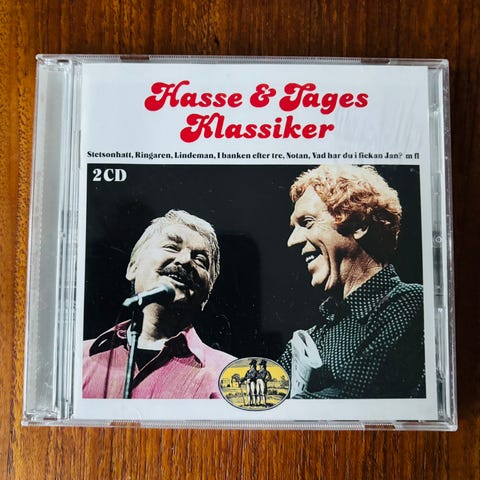 Hasse & Tages
Klassiker
Stetsonhatt, Ringaren, Lindeman, I banken efter tre, Notan, Vad har du i fickan Jan? m fl
2CD